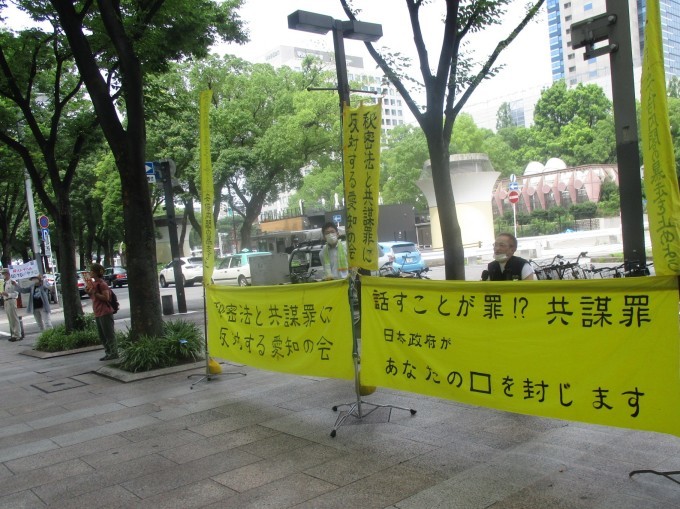 秘密法と共謀罪に
反対する愛知の会
秘密法と共謀罪に
反対する愛知の会
話すことが罪!? 共謀罪
日本政府が
あなたの口を封じます